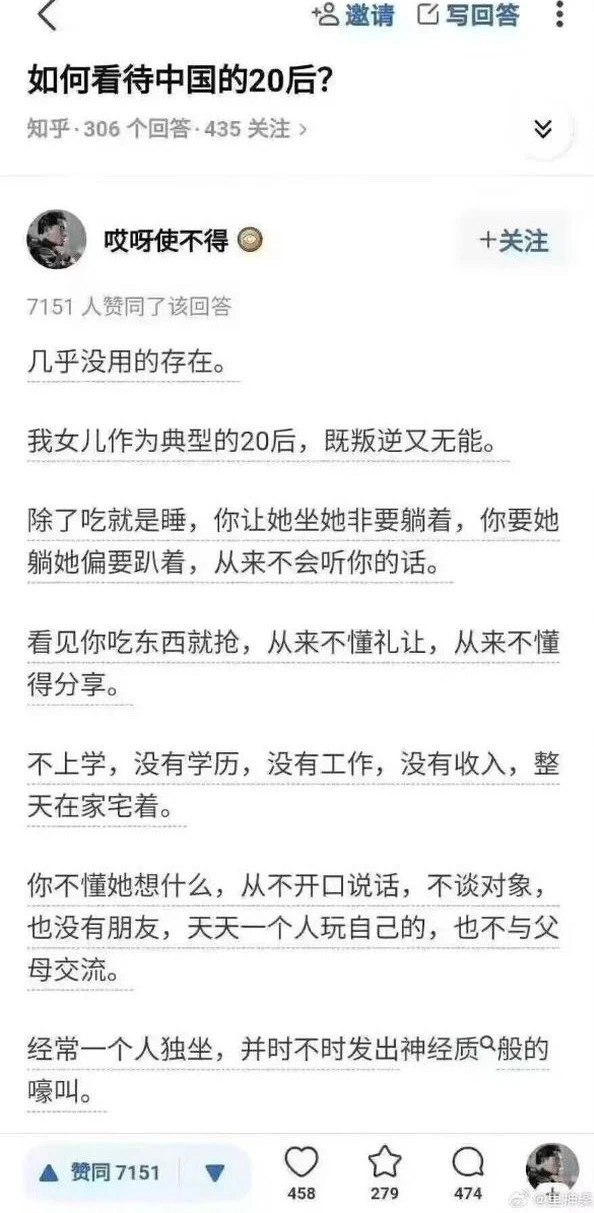 邀请 写回答
如何看待中国的20后？
知乎·306 个回答·435 关注
哎呀使不得
+关注
7151 人赞同了该回答
几乎没用的存在。
我女儿作为典型的20后，既叛逆又无能。
除了吃就是睡，你让她坐她非要躺着，你要她
躺她偏要趴着，从来不会听你的话。
看见你吃东西就抢，从来不懂礼让，从来不懂
得分享。
不上学，没有学历，没有工作，没有收入，整
天在家宅着。
你不懂她想什么，从不开口说话，不谈对象，
也没有朋友，天天一个人玩自己的，也不与父
母交流。
经常一个人独坐，并时不时发出神经质般的
嚎叫。
赞同 7151
458
279
474